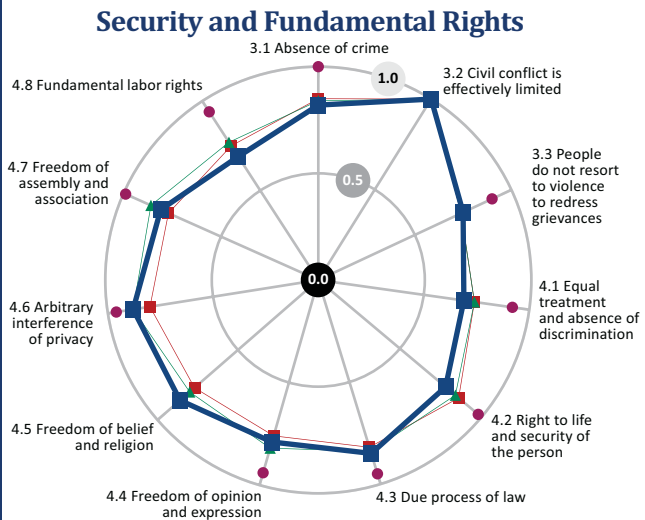 Security and Fundamental Rights
3.1 Absence of crime
1.0
3.2 Civil conflict is
effectively limited
4.8 Fundamental labor rights
0.5
3.3 People
do not resort
to violence
to redress
grievances
4.7 Freedom of
assembly and
association
0.0
4.1 Equal
treatment
and absence of
discrimination
4.6 Arbitrary
interference
of privacy
4.2 Right to life
and security of
the person
4.5 Freedom of belief
and religion
4.4 Freedom of opinion
and expression
4.3 Due process of law